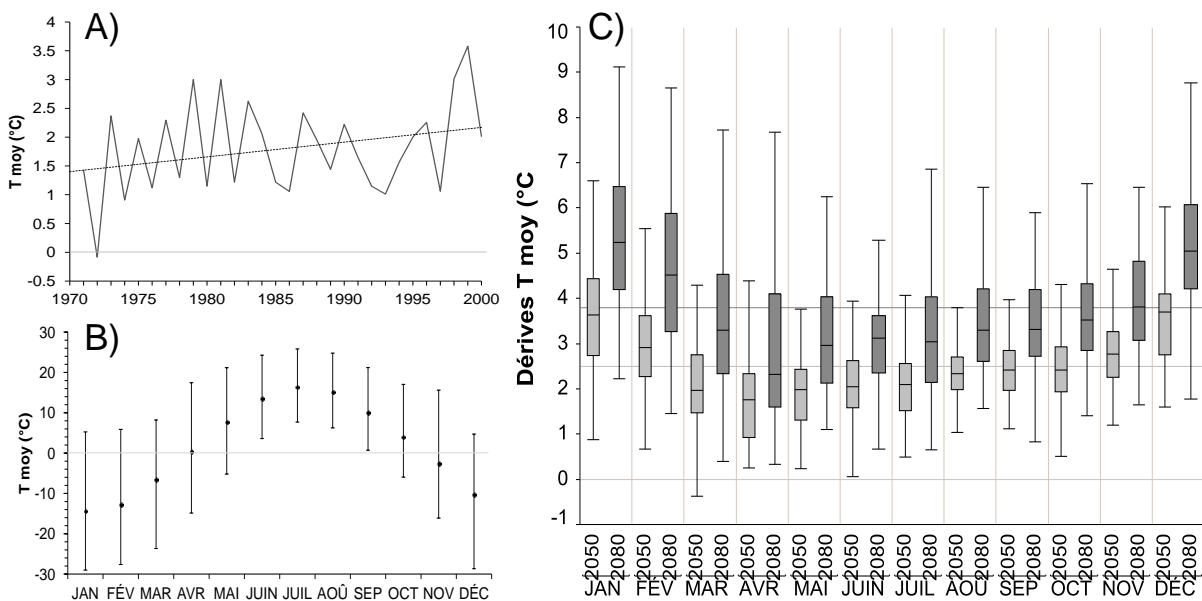 A)
T moy (°C)
4
3.5
3
2.5
2
1.5
1
0.5
0
-0.5
1970 1975 1980 1985 1990 1995 2000
B)
T moy (°C)
30
20
10
0
-10
-20
-30
JAN FÉV MAR AVR MAI JUIN JUIL AOÛ SEP OCT NOV DÉC
C)
Dérives T moy (°C
10
9
8
7
6
5
4
3
2
1
0
-1
2050 2080 2050 2080 2050 2080 2050 2080 2050 2080 2050 2080 2050 2080 2050 2080 2050 2080 2050 2080 2050 2080 2050 2080
JAN FÉV MAR AVR MAI JUIN JUIL AOU SEP OCT NOV DÉC